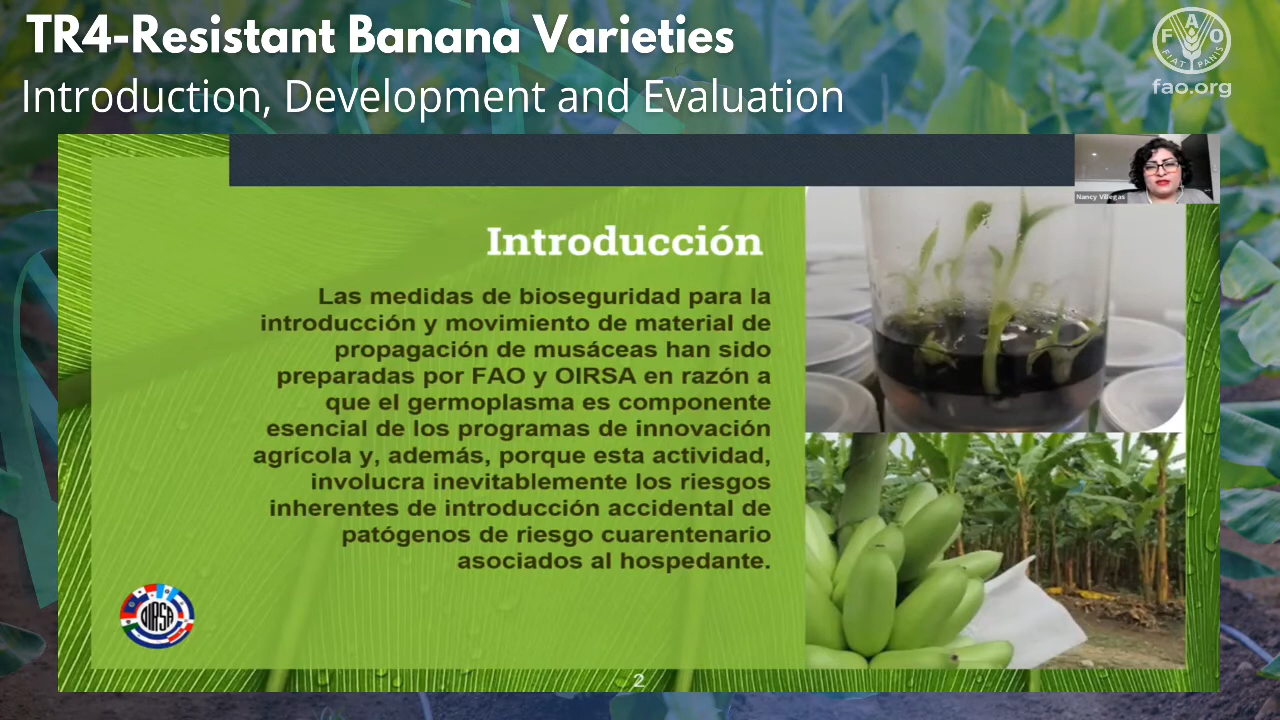 TR4-Resistant Banana Varieties
Introduction, Development and Evaluation
F A O
FIAT PANIS
fao.org
Nancy Villegas
Introducción
Las medidas de bioseguridad para la
introducción y movimiento de material de
propagación de musáceas han sido
preparadas por FAO y OIRSA en razón a
que el germoplasma es componente
esencial de los programas de innovación
agrícola y, además, porque esta actividad,
involucra inevitablemente los riesgos
inherentes de introducción accidental de
patógenos de riesgo cuarentenario
asociados al hospedante.
OIRSA
2